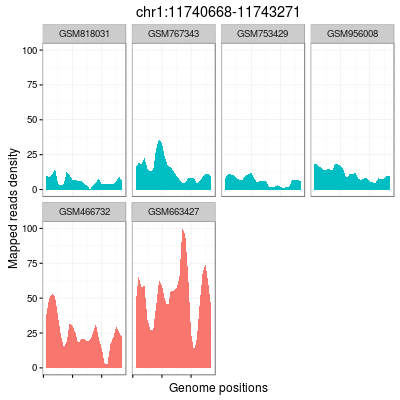 chr1:11740668-11743271
GSM818031 GSM767343 GSM753429 GSM956008
100
75
50
25
0
GSM466732 GSM663427
100
75
50
25
0
Mapped reads density
Genome positions